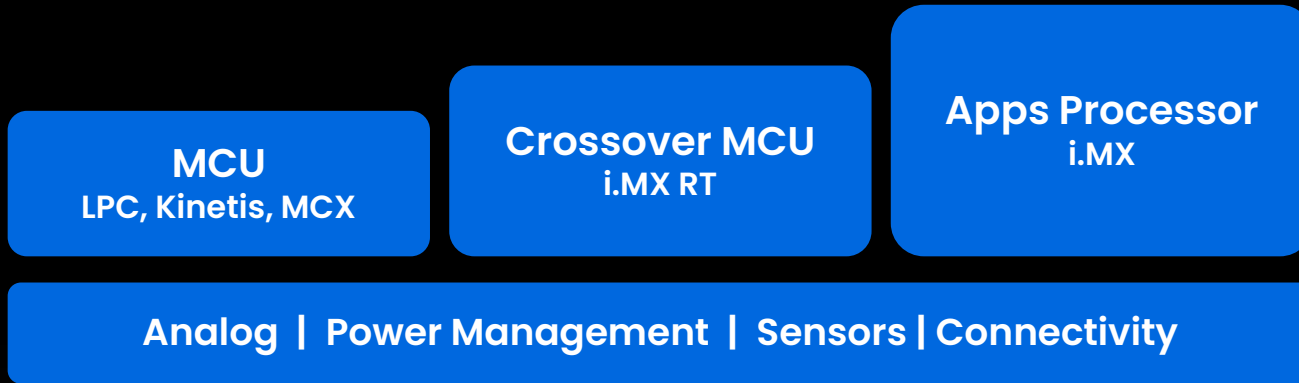 MCU
LPC, Kinetis, MCX
Crossover MCU
i.MX RT
Apps Processor
i.MX
Analog | Power Management | Sensors | Connectivity